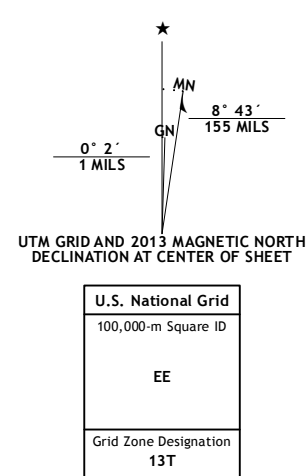 ★
MN
8° 43´
155 MILS
GN
0° 2´
1 MILS
UTM GRID AND 2013 MAGNETIC NORTH
DECLINATION AT CENTER OF SHEET
U.S. National Grid
100,000-m Square ID
EE
Grid Zone Designation
13T